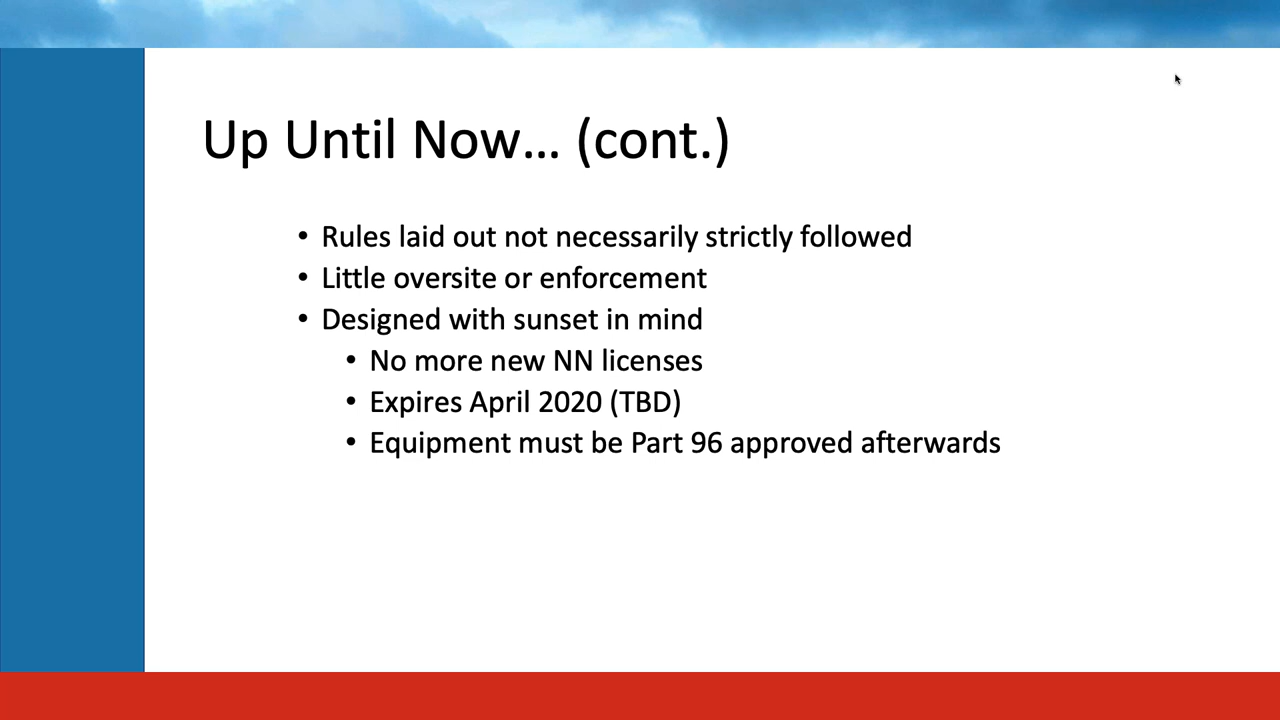 Up Until Now… (cont.)
• Rules laid out not necessarily strictly followed
• Little oversite or enforcement
• Designed with sunset in mind
• No more new NN licenses
• Expires April 2020 (TBD)
• Equipment must be Part 96 approved afterwards